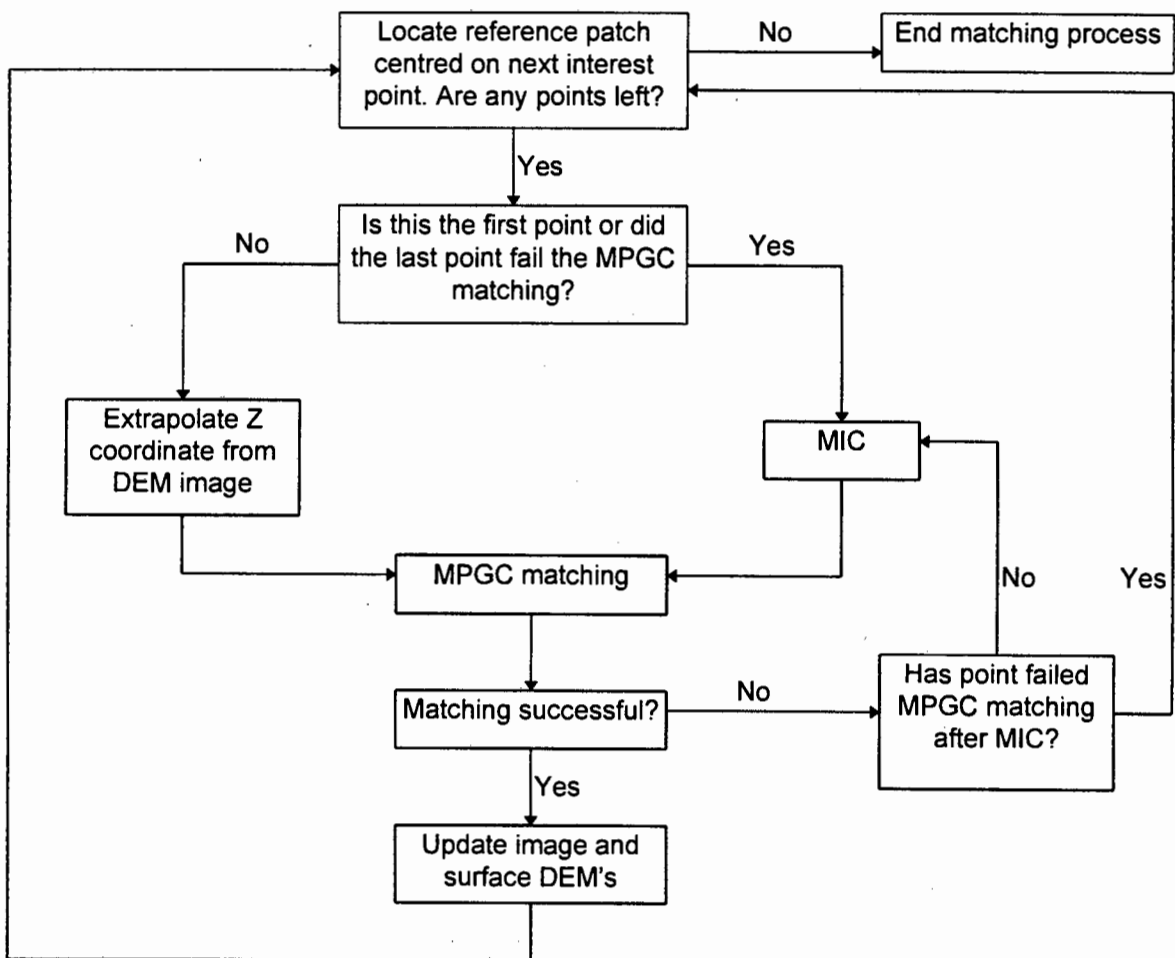 Locate reference patch
centred on next interest
point. Are any points left?
No
End matching process
Yes
Is this the first point or did
the last point fail the MPGC
matching?
No
Yes
Extrapolate Z
coordinate from
DEM image
MIC
MPGC matching
No
Yes
Matching successful?
No
Has point failed
MPGC matching
after MIC?
Yes
Update image and
surface DEM's